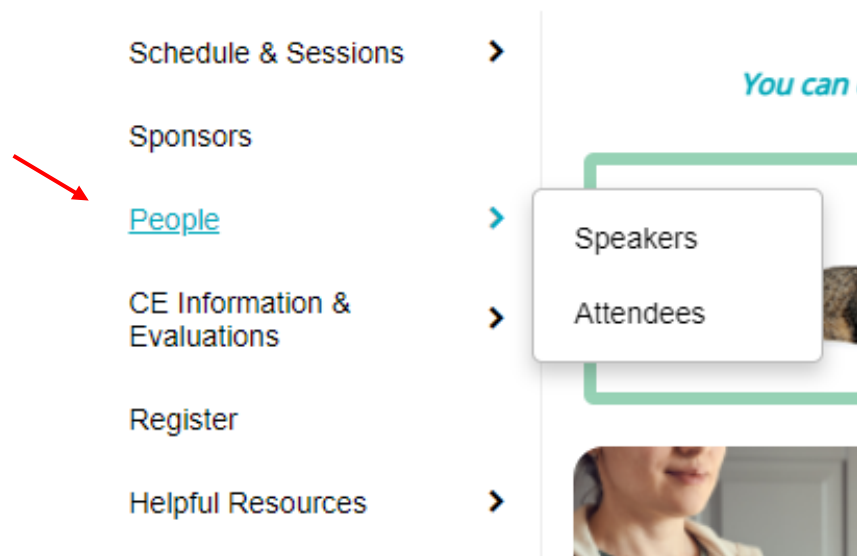 Schedule & Sessions
You can
Sponsors
People
Speakers
Attendees
CE Information &
Evaluations
Register
Helpful Resources